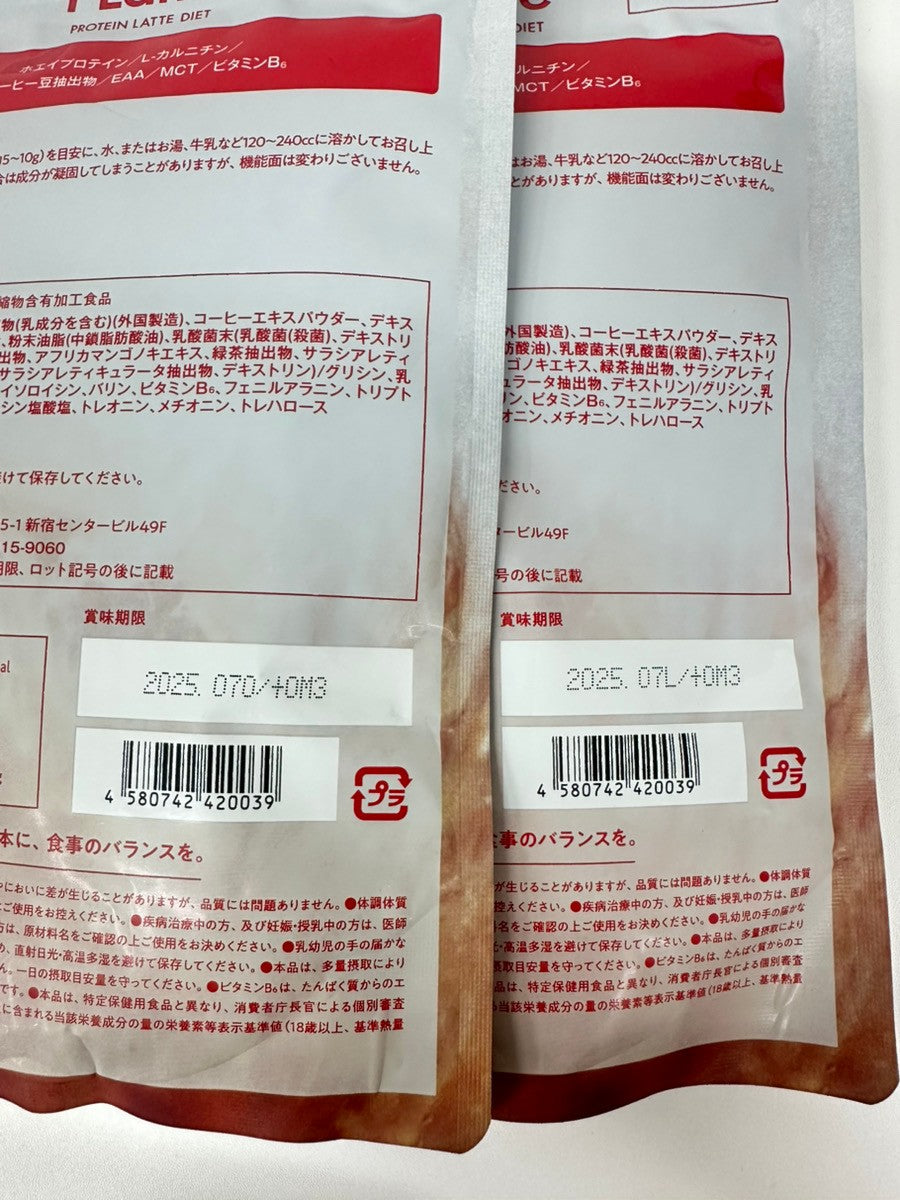 PROTEIN LATTE DIET
ホエイプロテイン／L-カルニチン／
ーヒー豆抽出物／EAA／MCT／ビタミンB₆
15~10g)を目安に、水、またはお湯、牛乳など120~240ccに溶かしてお召し上
合は成分が凝固してしまうことがありますが、機能面は変わりございません。
縮物含有加工食品
物(乳成分を含む)(外国製造)、コーヒーエキスパウダー、デキス
、粉末油脂(中鎖脂肪酸油)、乳酸菌末(乳酸菌(殺菌)、デキストリ
出物、アフリカマンゴノキエキス、緑茶抽出物、サラシアレティ
サラシアレティキュラータ抽出物、デキストリン)/グリシン、乳
イソロイシン、バリン、ビタミンB₆、フェニルアラニン、トリプト
シン塩酸塩、トレオニン、メチオニン、トレハロース
けて保存してください。
5-1 新宿センタービル49F
15-9060
期限、ロット記号の後に記載
賞味期限
2025. 070/+0M3
4 580742 420039
プラ
本に、食事のバランスを。
においに差が生じることがありますが、品質には問題ありません。●体調体質
ご使用をお控えください。●疾病治療中の方、及び妊娠・授乳中の方は、医師
方は、原材料名をご確認の上ご使用をお決めください。●乳幼児の手の届かな
め、直射日光・高温多湿を避けて保存してください。●本品は、多量摂取により
ん。一日の摂取目安量を守ってください。●ビタミンB₆は、たんぱく質からのエ
です。●本品は、特定保健用食品と異なり、消費者庁長官による個別審査
に含まれる当該栄養成分の量の栄養素等表示基準値(18歳以上、基準熱量
DIET
ルニチン／
MCT／ビタミンB₆
はお湯、牛乳など120~240ccに溶かしてお召し上
とがありますが、機能面は変わりございません。
外国製造)、コーヒーエキスパウダー、デキス
肪酸油)、乳酸菌末(乳酸菌(殺菌)、デキストリ
ゴノキエキス、緑茶抽出物、サラシアレティ
ュラータ抽出物、デキストリン)/グリシン、乳
リン、ビタミンB₆、フェニルアラニン、トリプト
オニン、メチオニン、トレハロース
ださい。
タービル49F
号の後に記載
賞味期限
2025. 07L/+0M3
4 580742 420039
プラ
食事のバランスを。
が生じることがありますが、品質には問題ありません。●体調体質
控えください。●疾病治療中の方、及び妊娠・授乳中の方は、医師
料名をご確認の上ご使用をお決めください。●乳幼児の手の届かな
光・高温多湿を避けて保存してください。●本品は、多量摂取により
取目安量を守ってください。●ビタミンB₆は、たんぱく質からのエ
品は、特定保健用食品と異なり、消費者庁長官による個別審査
る当該栄養成分の量の栄養素等表示基準値(18歳以上、基準熱量